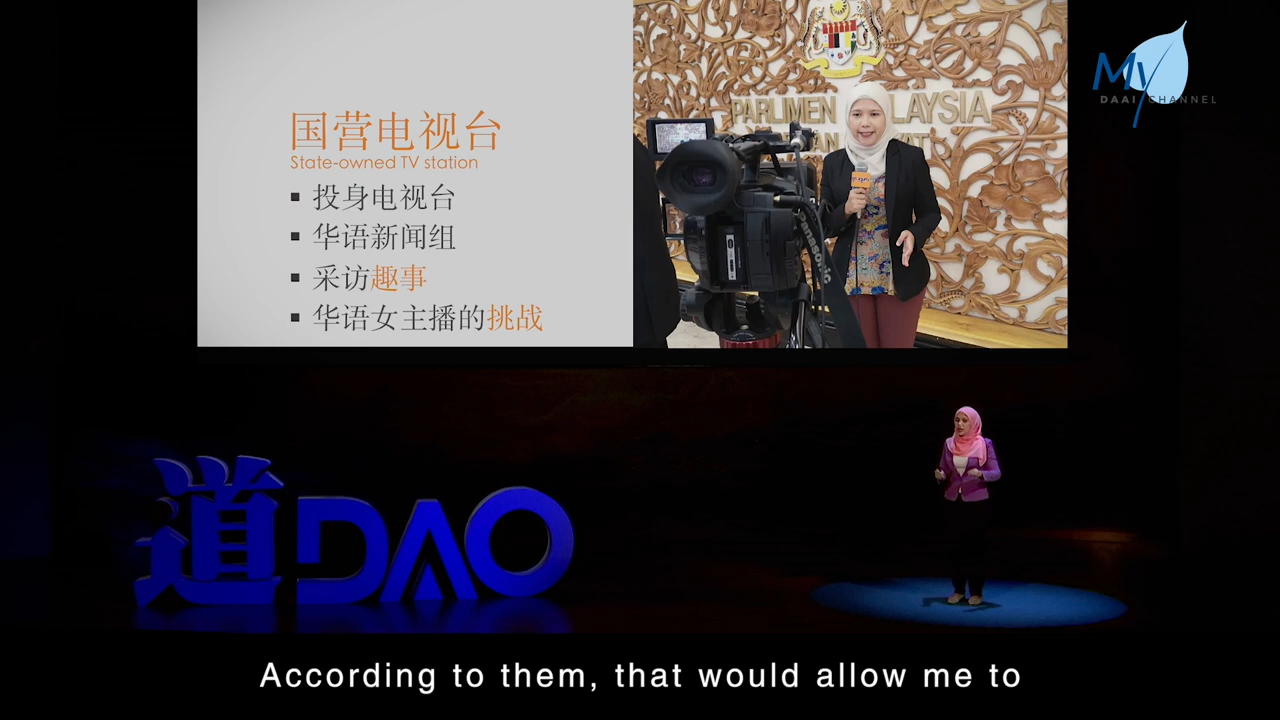 My
DAAI CHANNEL
国营电视台
State-owned TV station
投身电视台
华语新闻组
采访趣事
华语女主播的挑战
PARLIMEN MALAYSIA
Panasonic
道DAO
According to them, that would allow me to